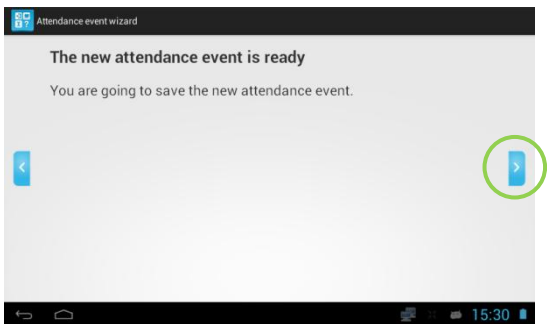 Attendance event wizard
The new attendance event is ready
You are going to save the new attendance event.
15:30